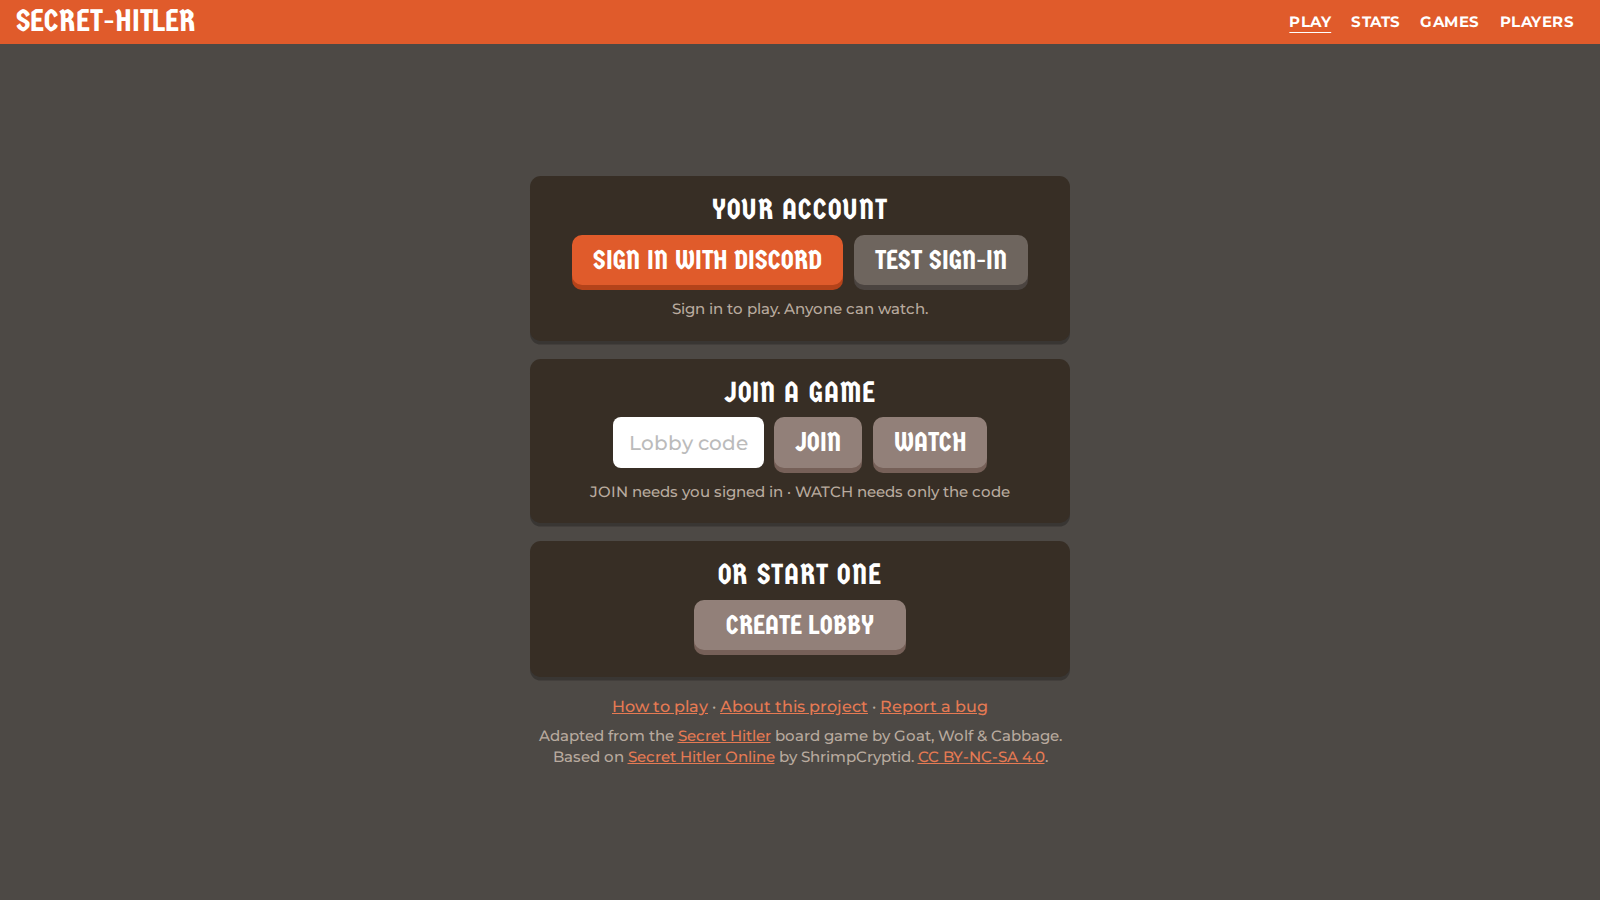 SECRET-HITLER
PLAY STATS GAMES PLAYERS
YOUR ACCOUNT
SIGN IN WITH DISCORD TEST SIGN-IN
Sign in to play. Anyone can watch.
JOIN A GAME
Lobby code JOIN WATCH
JOIN needs you signed in · WATCH needs only the code
OR START ONE
CREATE LOBBY
How to play · About this project · Report a bug
Adapted from the Secret Hitler board game by Goat, Wolf & Cabbage.
Based on Secret Hitler Online by ShrimpCryptid. CC BY-NC-SA 4.0.